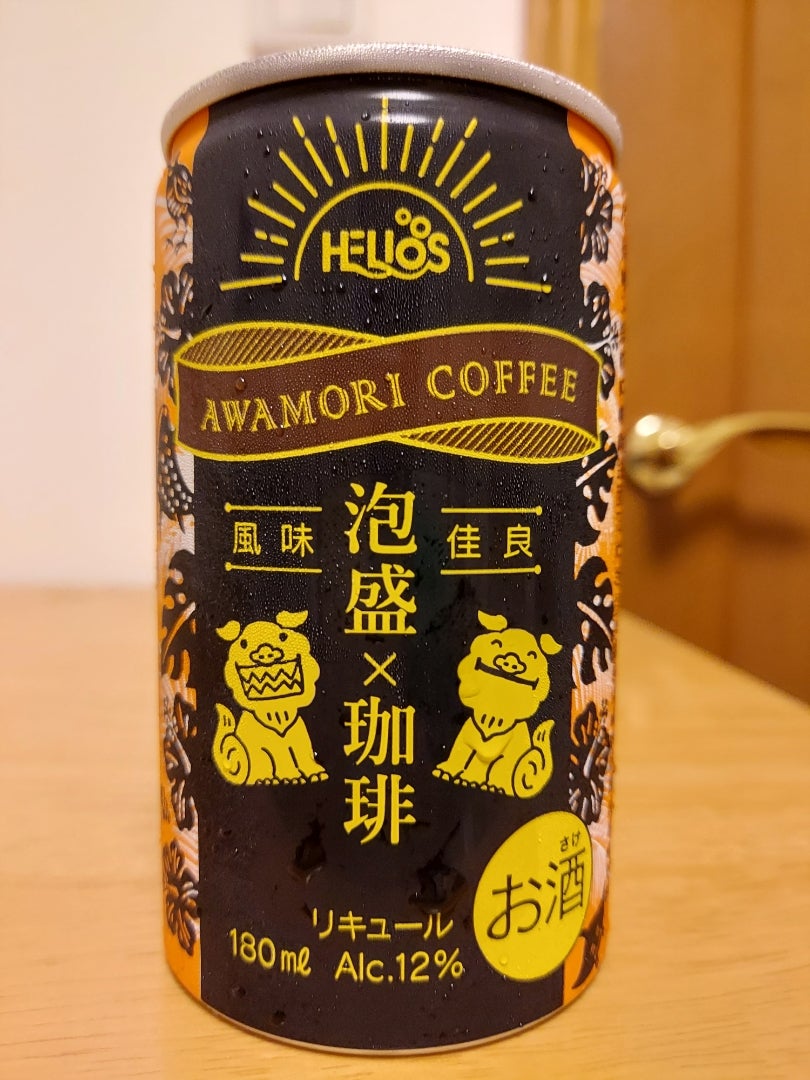 HELIOS
AWAMORI COFFEE
風味
泡盛×珈琲
佳良
さけ
お酒
リキュール
180ml Alc.12%